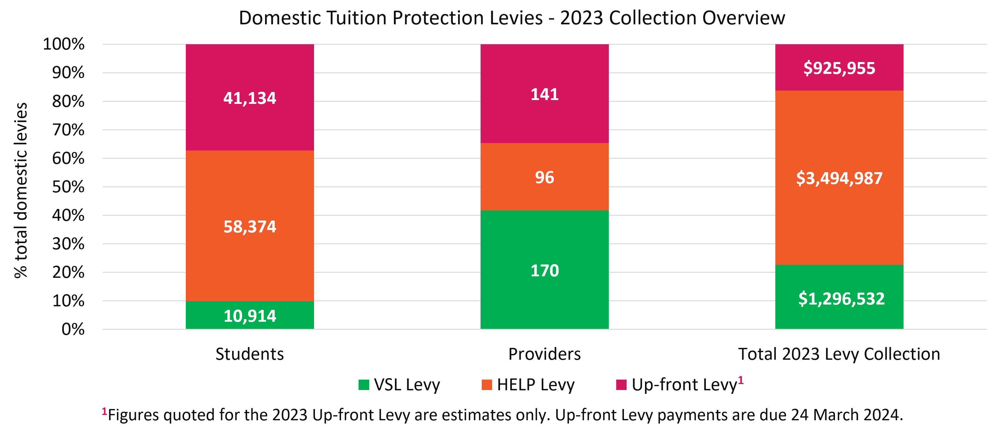 Domestic Tuition Protection Levies - 2023 Collection Overview
% total domestic levies
100%
90%
80%
70%
60%
50%
40%
30%
20%
10%
0%
41,134
58,374
10,914
141
96
170
$925,955
$3,494,987
$1,296,532
Students
Providers
Total 2023 Levy Collection
VSL Levy
HELP Levy
Up-front Levy¹
¹Figures quoted for the 2023 Up-front Levy are estimates only. Up-front Levy payments are due 24 March 2024.